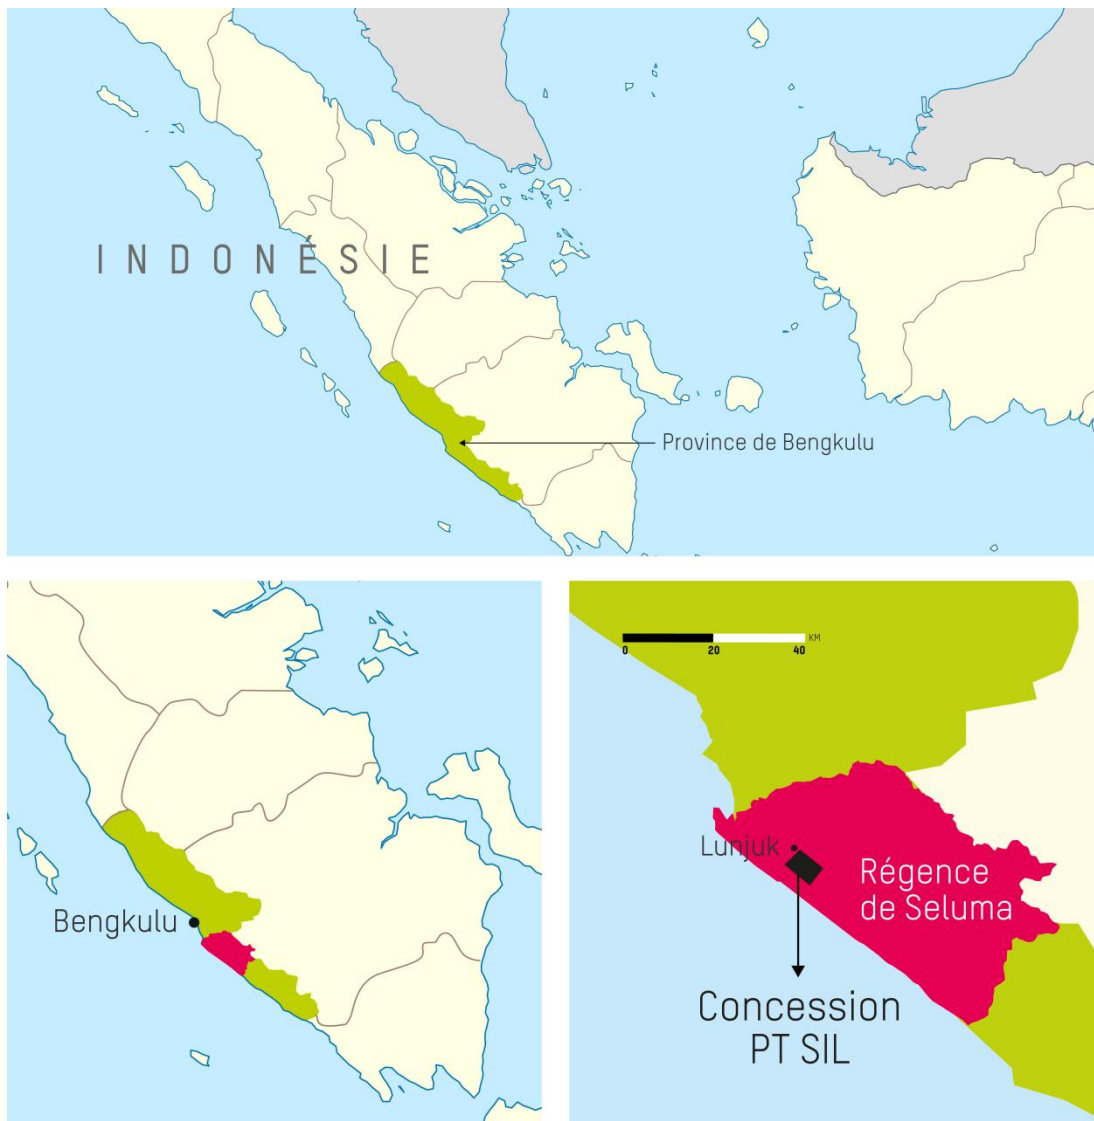 INDONÉSIE
Province de Bengkulu
Bengkulu
KM
0 20 40
Lunjuk
Régence
de Seluma
Concession
PT SIL